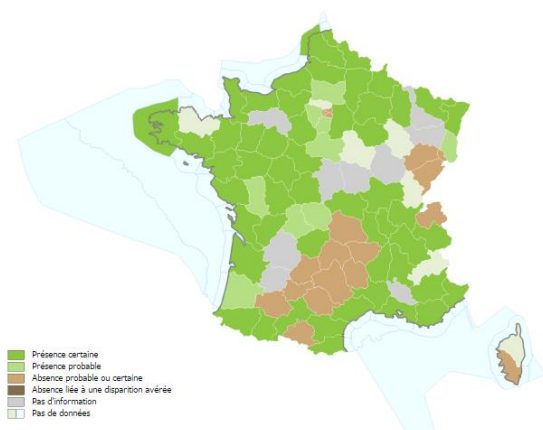 Présence certaine
Présence probable
Absence probable ou certaine
Absence liée à une disparition avérée
Pas d'information
Pas de données